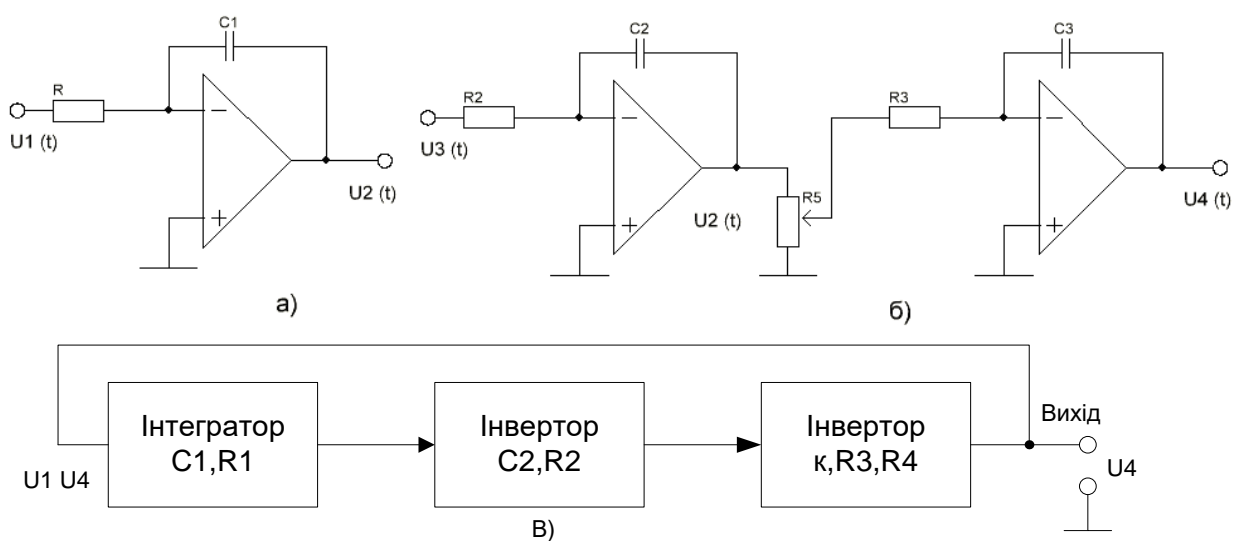 C1
R
U1 (t)
U2 (t)
а)
C2
R2
U3 (t)
U2 (t)
R5
C3
R3
U4 (t)
б)
Інтегратор
C1,R1
Інвертор
C2,R2
Інвертор
к,R3,R4
Вихід
U1 U4
U4
В)